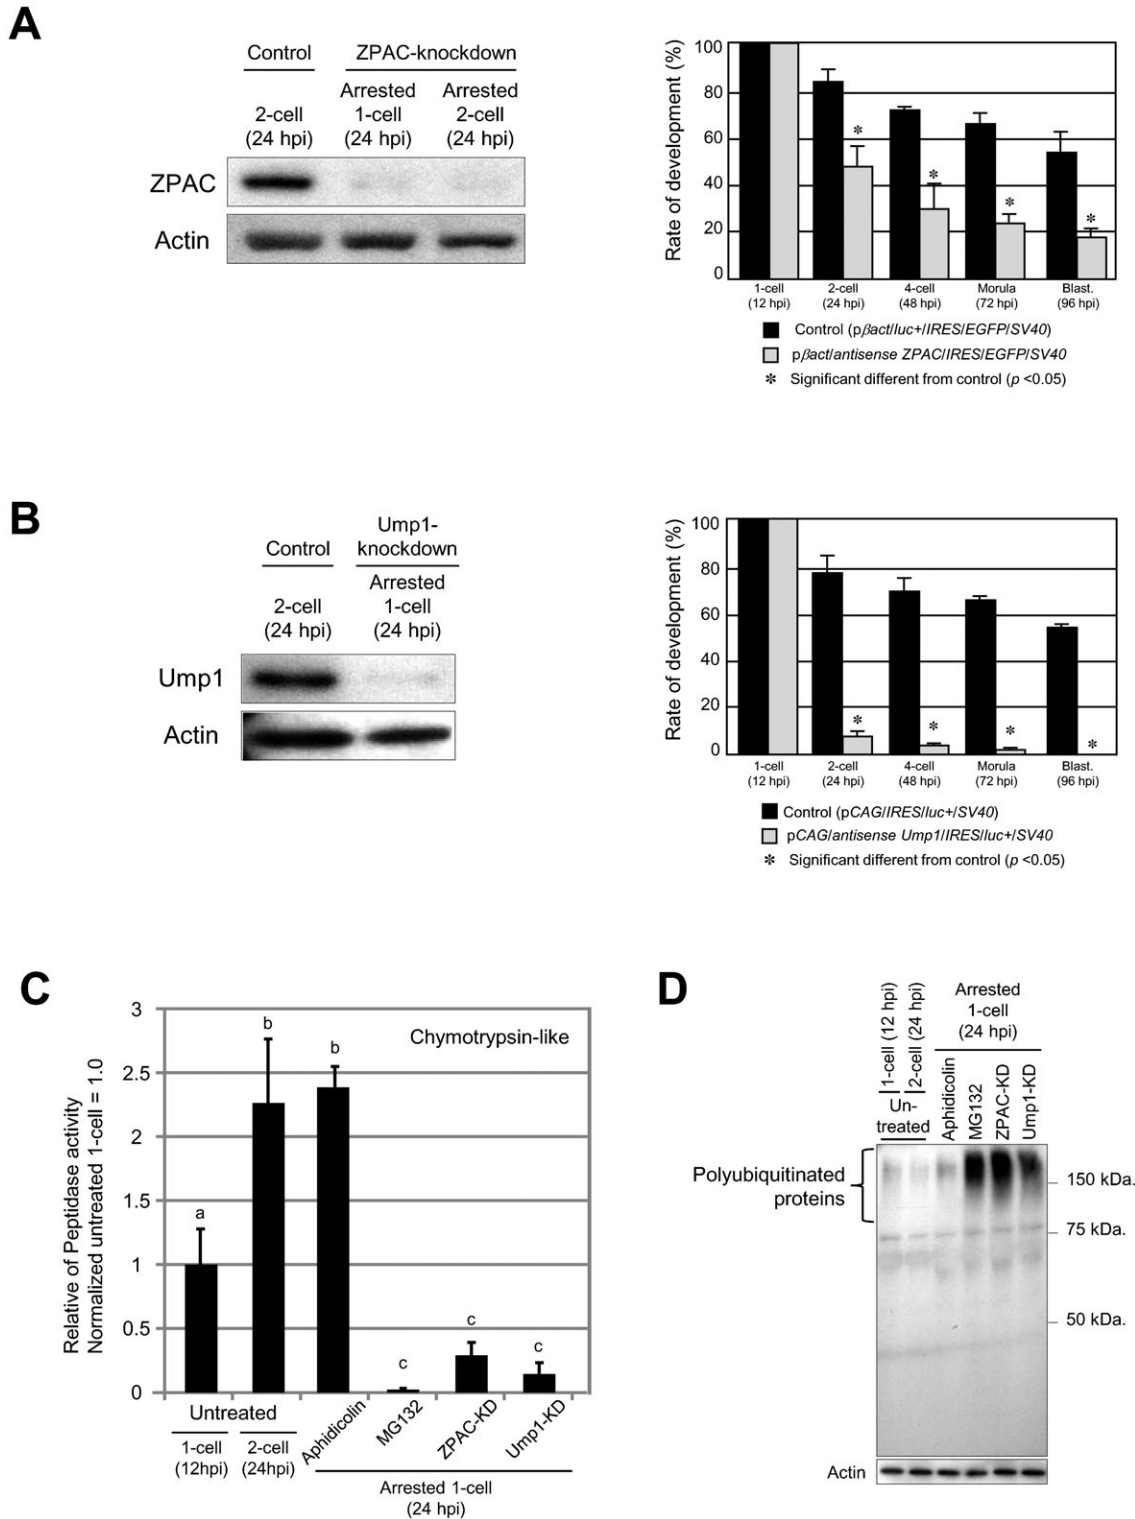 A
Control
ZPAC-knockdown
2-cell
(24 hpi)
Arrested
1-cell
(24 hpi)
Arrested
2-cell
(24 hpi)
ZPAC
Actin
Rate of development (%)
100
80
60
40
20
0
1-cell
(12 hpi)
2-cell
(24 hpi)
4-cell
(48 hpi)
Morula
(72 hpi)
Blast.
(96 hpi)
*
*
*
*
Control (pβact/luc+/IRES/EGFP/SV40)
pβact/antisense ZPAC/IRES/EGFP/SV40
* Significant different from control (p <0.05)
B
Control
Ump1-
knockdown
2-cell
(24 hpi)
Arrested
1-cell
(24 hpi)
Ump1
Actin
Rate of development (%)
100
80
60
40
20
0
1-cell
(12 hpi)
2-cell
(24 hpi)
4-cell
(48 hpi)
Morula
(72 hpi)
Blast.
(96 hpi)
*
*
*
*
Control (pCAG/IRES/luc+/SV40)
pCAG/antisense Ump1/IRES/luc+/SV40
* Significant different from control (p <0.05)
C
Relative of Peptidase activity
Normalized untreated 1-cell = 1.0
3
2.5
2
1.5
1
0.5
0
Chymotrypsin-like
a
b
b
c
c
c
Untreated
1-cell
(12hpi)
2-cell
(24hpi)
Aphidicolin
MG132
ZPAC-KD
Ump1-KD
Arrested 1-cell
(24 hpi)
D
1-cell (12 hpi)
2-cell (24 hpi)
Un-
treated
Arrested
1-cell
(24 hpi)
Aphidicolin
MG132
ZPAC-KD
Ump1-KD
Polyubiquitinated
proteins
150 kDa.
75 kDa.
50 kDa.
Actin